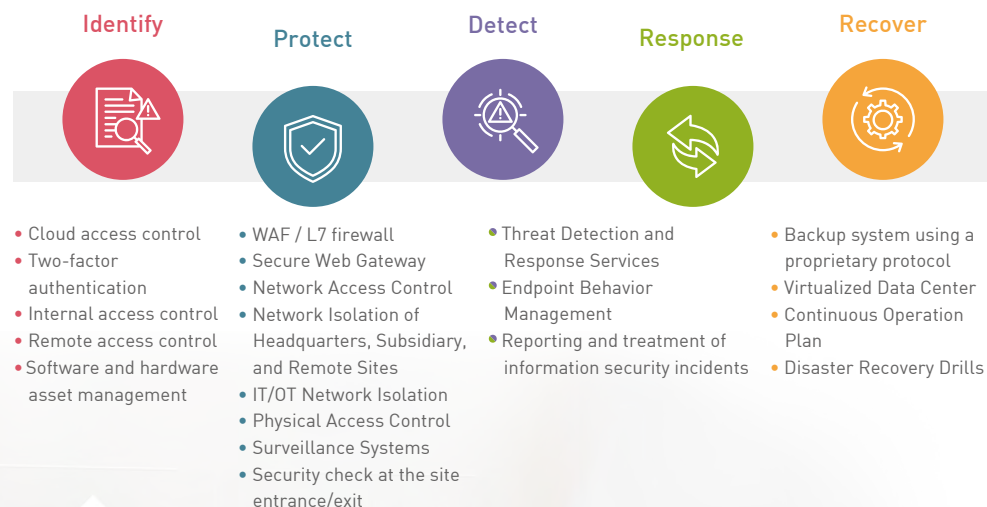 Identify
Protect
Detect
Response
Recover
• Cloud access control
• Two-factor
authentication
• Internal access control
• Remote access control
• Software and hardware
asset management
• WAF / L7 firewall
• Secure Web Gateway
• Network Access Control
• Network Isolation of
Headquarters, Subsidiary,
and Remote Sites
• IT/OT Network Isolation
• Physical Access Control
• Surveillance Systems
• Security check at the site
entrance/exit
• Threat Detection and
Response Services
• Endpoint Behavior
Management
• Reporting and treatment of
information security incidents
• Backup system using a
proprietary protocol
• Virtualized Data Center
• Continuous Operation
Plan
• Disaster Recovery Drills